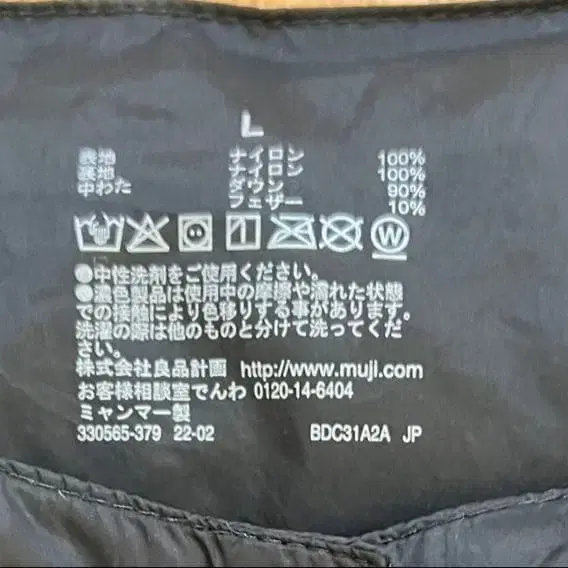 L
表地 ナイロン 100%
裏地 ナイロン 100%
中わた ダウン 90%
フェザー 10%
W
●中性洗剤をご使用ください。
●濃色製品は使用中の摩擦や濡れた状態
での接触により色移りする事があります。
洗濯の際は他のものと分けて洗ってくだ
さい。
株式会社良品計画 http://www.muji.com
お客様相談室でんわ 0120-14-6404
ミャンマー製
330565-379 22-02 BDC31A2A JP